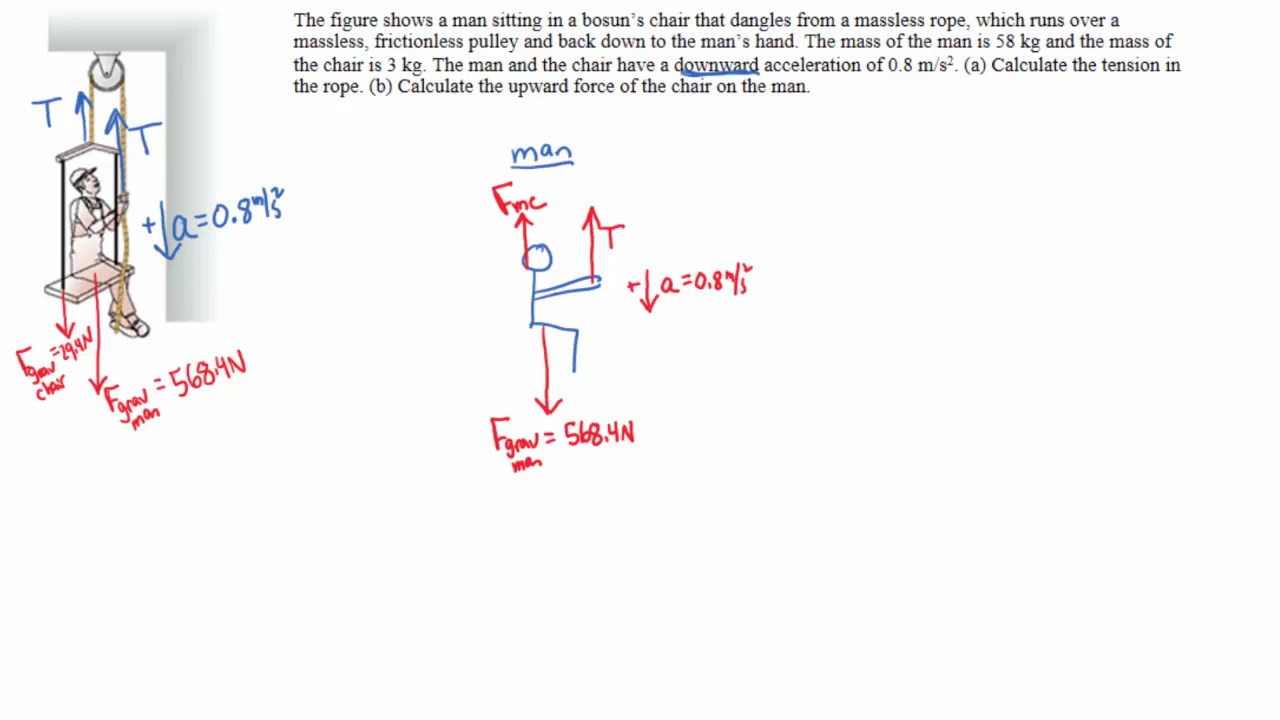 The figure shows a man sitting in a bosun's chair that dangles from a massless rope, which runs over a
massless, frictionless pulley and back down to the man's hand. The mass of the man is 58 kg and the mass of
the chair is 3 kg. The man and the chair have a downward acceleration of 0.8 m/s². (a) Calculate the tension in
the rope. (b) Calculate the upward force of the chair on the man.
T
T
+↓a=0.8 m/s²
Fgrav chair = 29.4N
Fgrav man = 568.4N
man
Fmc
T
+↓a=0.8 m/s²
Fgrav man = 568.4N